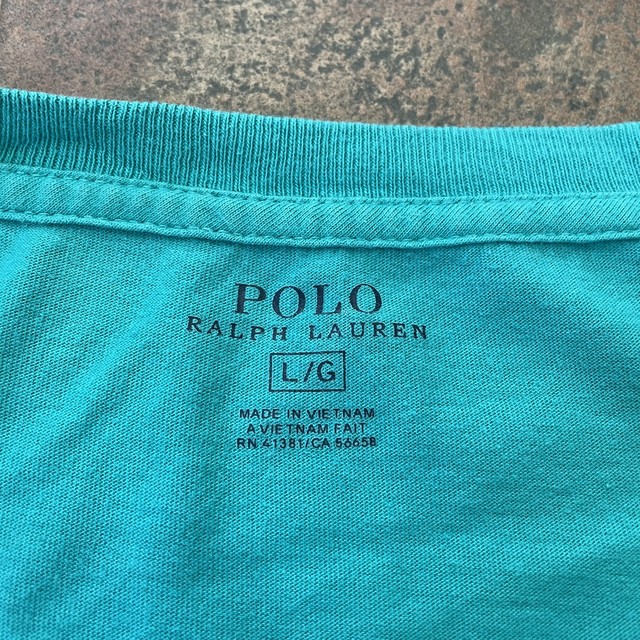 POLO
RALPH LAUREN
L/G
MADE IN VIETNAM
A VIETNAM FAIT
RN 41381/CA 56658